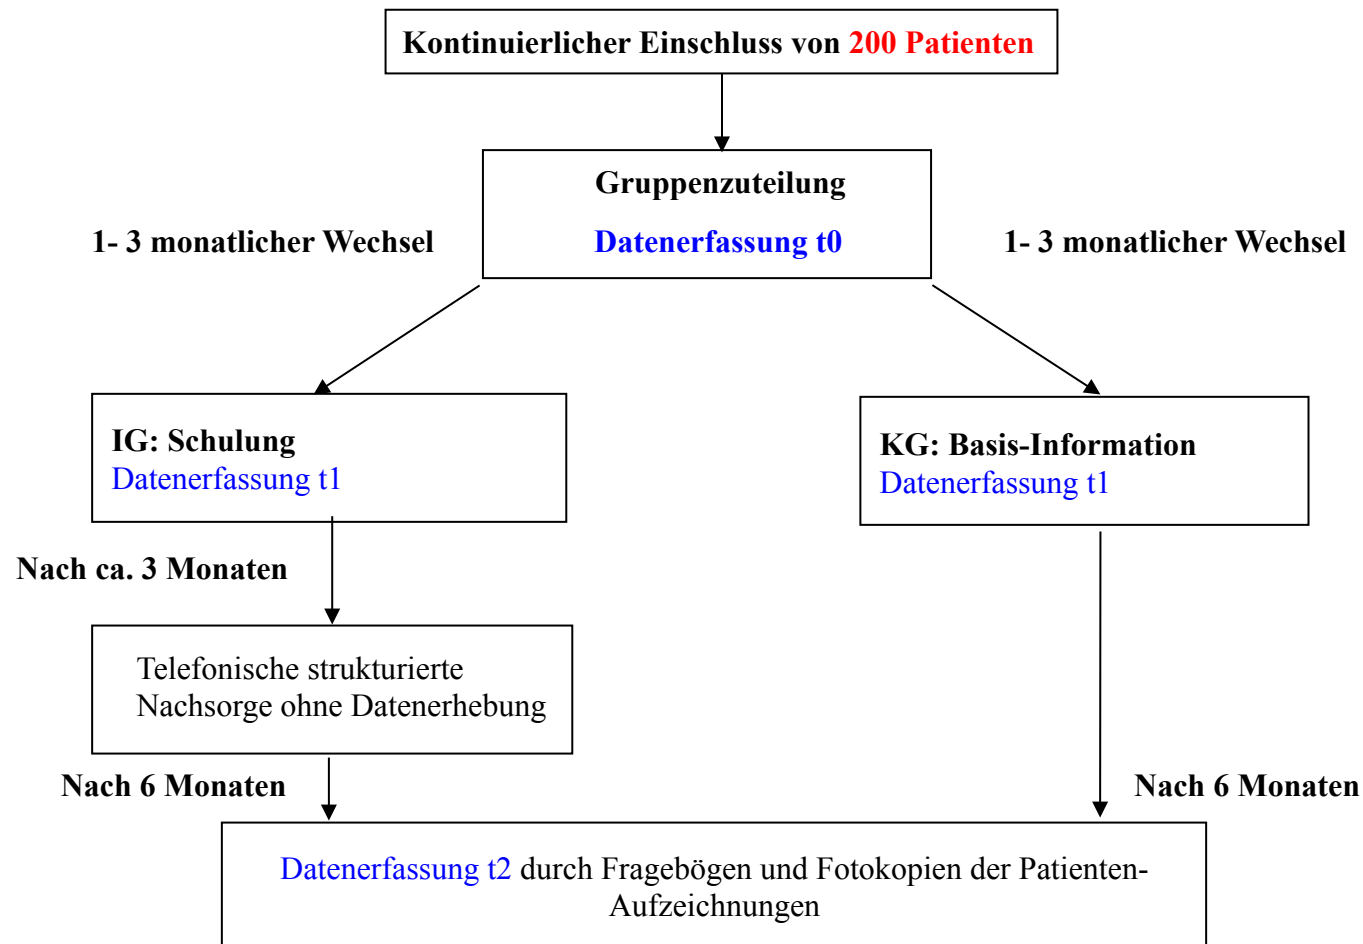 Kontinuierlicher Einschluss von 200 Patienten
Gruppenzuteilung
1- 3 monatlicher Wechsel
Datenerfassung t0
1- 3 monatlicher Wechsel
IG: Schulung
Datenerfassung t1
KG: Basis-Information
Datenerfassung t1
Nach ca. 3 Monaten
Telefonische strukturierte
Nachsorge ohne Datenerhebung
Nach 6 Monaten
Nach 6 Monaten
Datenerfassung t2 durch Fragebögen und Fotokopien der Patienten-
Aufzeichnungen